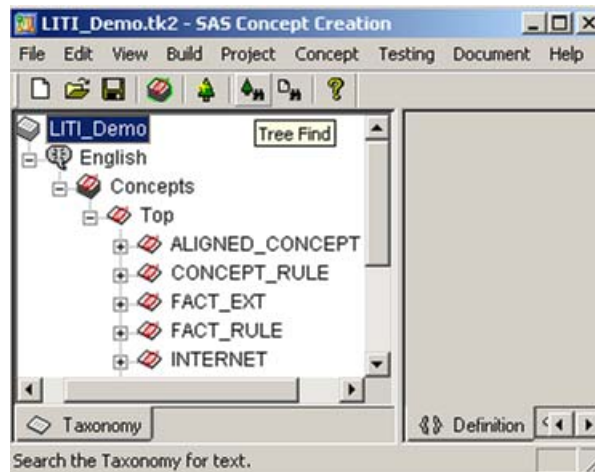 LITI_Demo.tk2 - SAS Concept Creation
File Edit View Build Project Concept Testing Document Help
LITI_Demo
Tree Find
English
Concepts
Top
ALIGNED_CONCEPT
CONCEPT_RULE
FACT_EXT
FACT_RULE
INTERNET
Taxonomy
Definition
Search the Taxonomy for text.